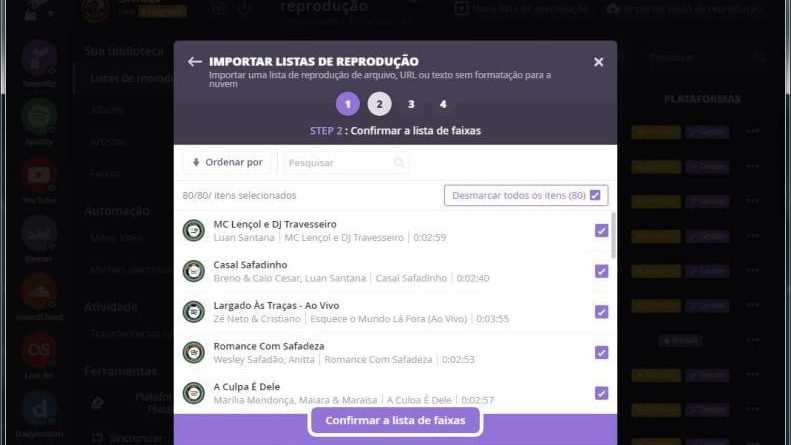 reprodução
Nova lista de reprodução
Importar listas de reprodução
Sua biblioteca
Listas de reprodu
Álbuns
Artistas
Faixas
Automação
Meus lotes
Minhas sincroniz
Atividade
Transferências
Ferramentas
Plataform
Sincronizar
Soundiiz
Spotify
YouTube
Deezer
SoundCloud
Last.fm
Dailymotion
← IMPORTAR LISTAS DE REPRODUÇÃO
Importar uma lista de reprodução de arquivo, URL ou texto sem formatação para a
nuvem
1 2 3 4
STEP 2 : Confirmar a lista de faixas
Ordenar por
Pesquisar
80/80/ itens selecionados
Desmarcar todos os itens (80)
MC Lençol e DJ Travesseiro
Luan Santana | MC Lençol e DJ Travesseiro | 0:02:59
Casal Safadinho
Breno & Caio Cesar, Luan Santana | Casal Safadinho | 0:02:40
Largado Às Traças - Ao Vivo
Zé Neto & Cristiano | Esquece o Mundo Lá Fora (Ao Vivo) | 0:03:55
Romance Com Safadeza
Wesley Safadão, Anitta | Romance Com Safadeza | 0:02:53
A Culpa É Dele
Marília Mendonça, Maiara & Maraisa | A Culpa É Dele | 0:02:57
Confirmar a lista de faixas
Pesquisar
PLATAFORMAS